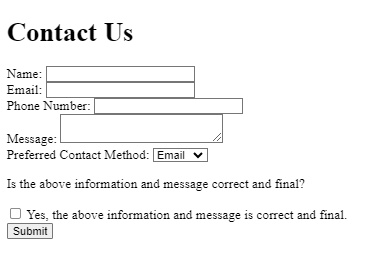 Contact Us
Name:
Email:
Phone Number:
Message:
Preferred Contact Method: Email
Is the above information and message correct and final?
Yes, the above information and message is correct and final.
Submit